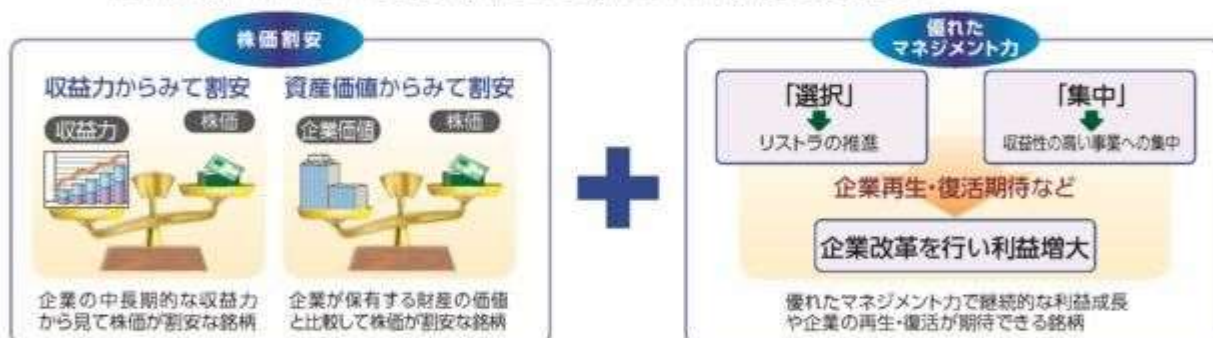 株価割安
収益力からみて割安
収益力
株価
企業の中長期的な収益力
から見て株価が割安な銘柄
資産価値からみて割安
企業価値
株価
企業が保有する財産の価値
と比較して株価が割安な銘柄
優れた
マネジメント力
「選択」
リストラの推進
「集中」
収益性の高い事業への集中
企業再生・復活期待など
企業改革を行い利益増大
優れたマネジメント力で継続的な利益成長
や企業の再生・復活が期待できる銘柄